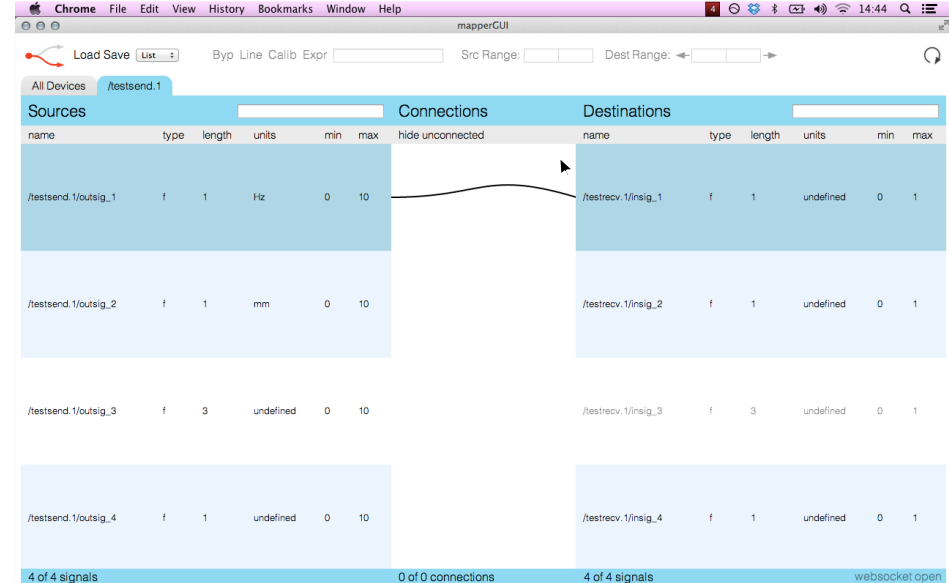 Chrome File Edit View History Bookmarks Window Help 4 14:44
mapperGUI
Load Save List Byp Line Calib Expr Src Range: Dest Range:
All Devices /testsend.1
Sources Connections Destinations
name type length units min max hide unconnected name type length units min max
/testsend.1/outsig_1 f 1 Hz 0 10 /testrecv.1/insig_1 f 1 undefined 0 1
/testsend.1/outsig_2 f 1 mm 0 10 /testrecv.1/insig_2 f 1 undefined 0 1
/testsend.1/outsig_3 f 3 undefined 0 10 /testrecv.1/insig_3 f 3 undefined 0 1
/testsend.1/outsig_4 f 1 undefined 0 10 /testrecv.1/insig_4 f 1 undefined 0 1
4 of 4 signals 0 of 0 connections 4 of 4 signals websocket open